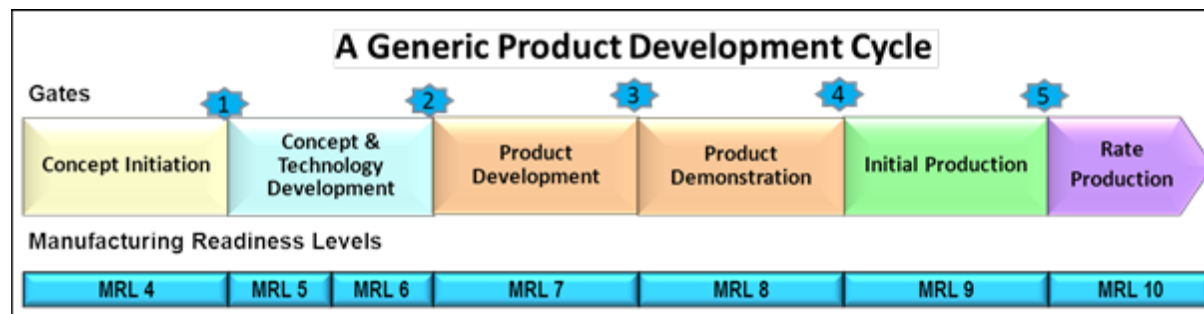 A Generic Product Development Cycle
Gates
1
2
3
4
5
Concept Initiation
Concept &
Technology
Development
Product
Development
Product
Demonstration
Initial Production
Rate
Production
Manufacturing Readiness Levels
MRL 4
MRL 5
MRL 6
MRL 7
MRL 8
MRL 9
MRL 10